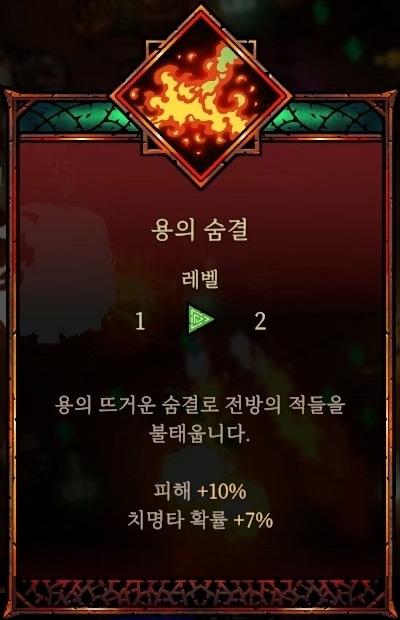 용의 숨결
레벨
1 2
용의 뜨거운 숨결로 전방의 적들을
불태웁니다.
피해 +10%
치명타 확률 +7%